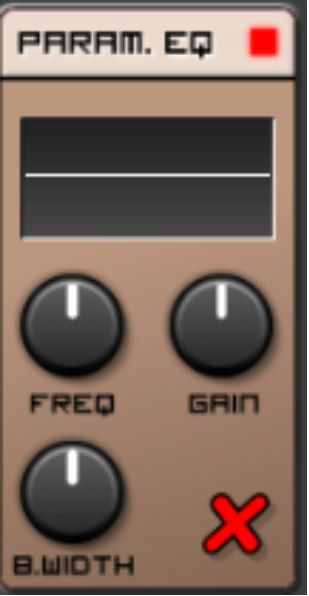 PARAM. EQ
FREQ GAIN
B.WIDTH